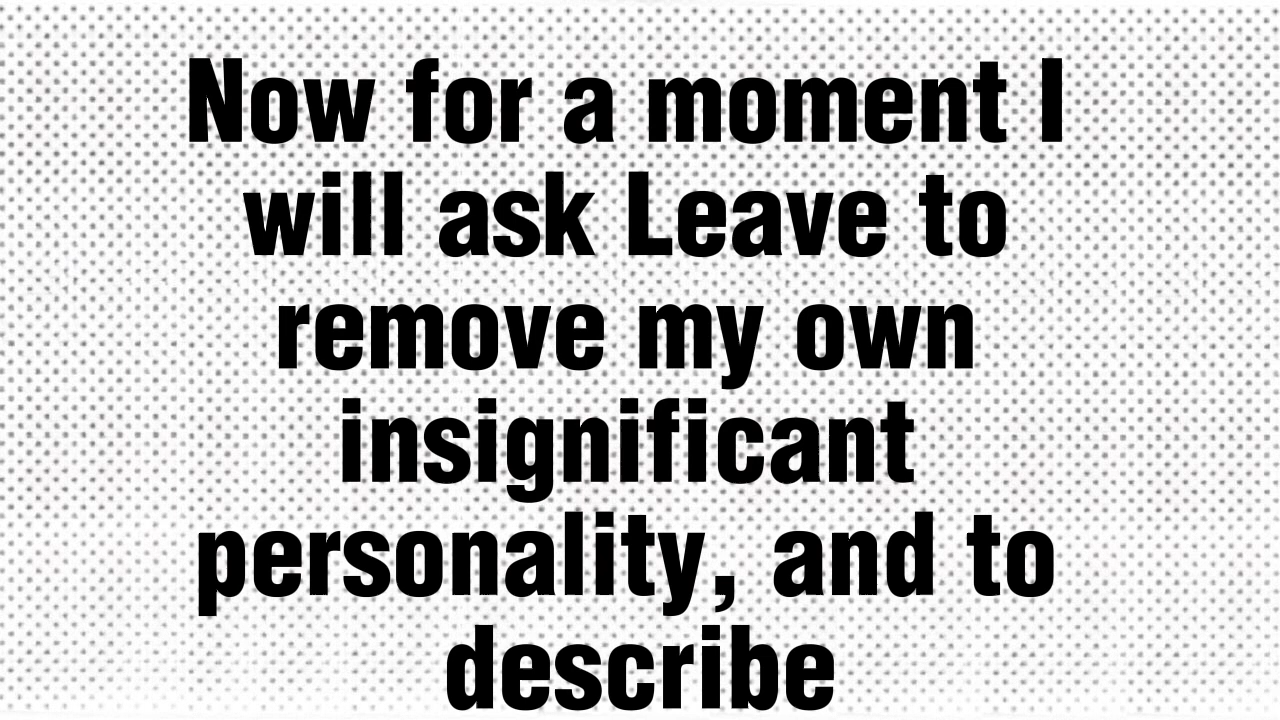 Now for a moment I
will ask Leave to
remove my own
insignificant
personality, and to
describe